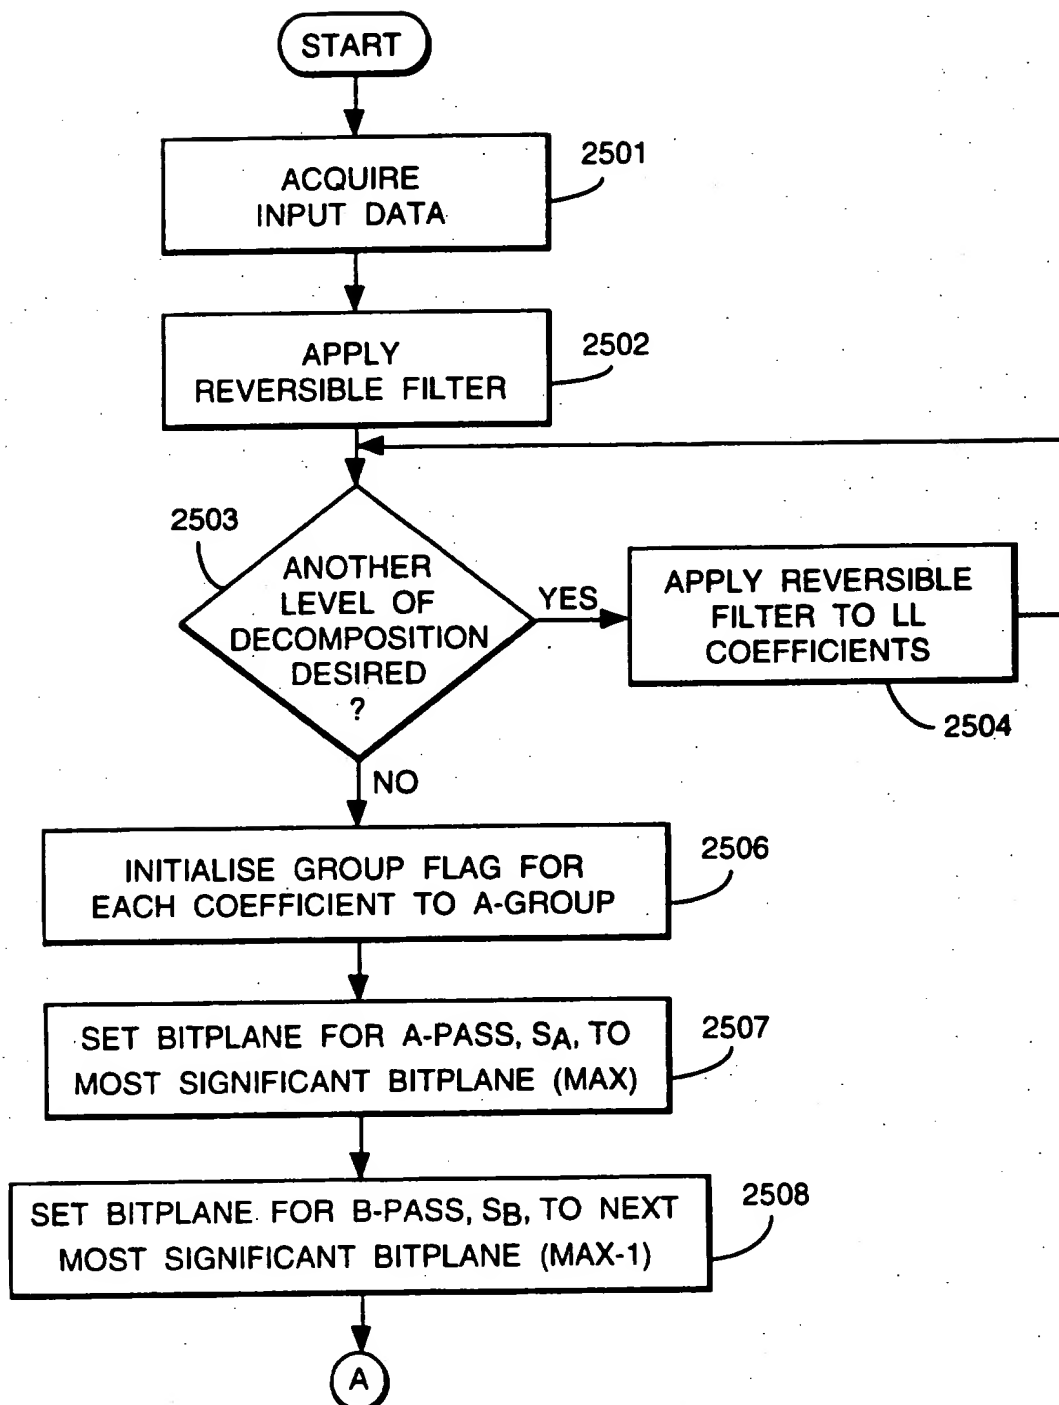 START
ACQUIRE
INPUT DATA
2501
APPLY
REVERSIBLE FILTER
2502
2503
ANOTHER
LEVEL OF
DECOMPOSITION
DESIRED
?
YES
APPLY REVERSIBLE
FILTER TO LL
COEFFICIENTS
2504
NO
INITIALISE GROUP FLAG FOR
EACH COEFFICIENT TO A-GROUP
2506
SET BITPLANE FOR A-PASS, SA, TO
MOST SIGNIFICANT BITPLANE (MAX)
2507
SET BITPLANE FOR B-PASS, SB, TO NEXT
MOST SIGNIFICANT BITPLANE (MAX-1)
2508
A